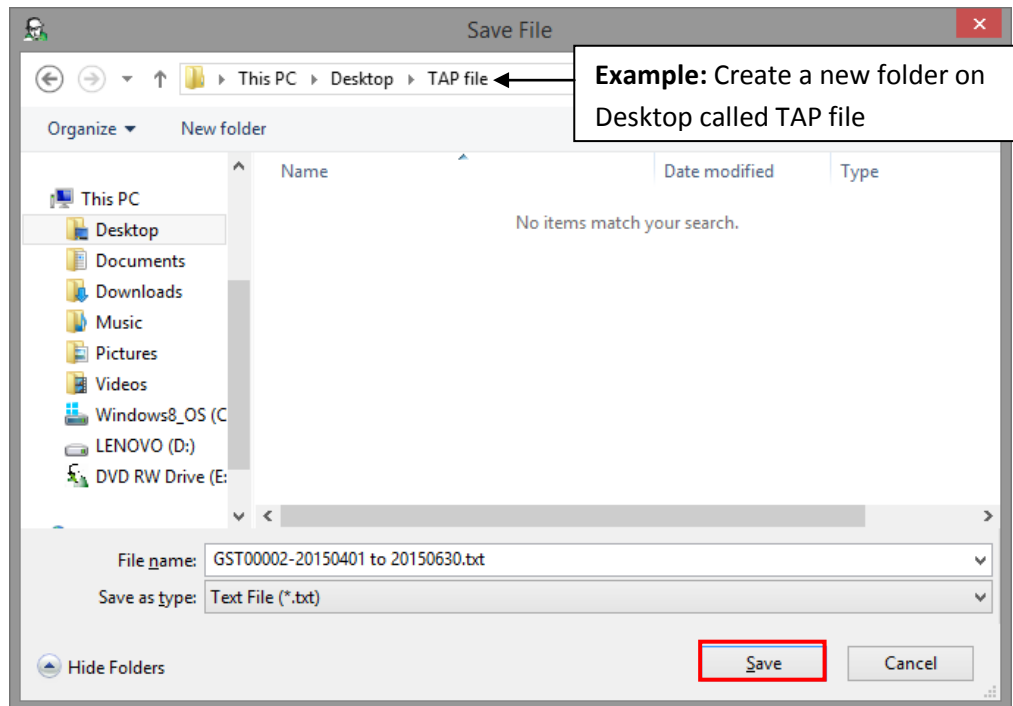 Save File
This PC Desktop TAP file
Example: Create a new folder on
Desktop called TAP file
Organize New folder
Name Date modified Type
No items match your search.
This PC
Desktop
Documents
Downloads
Music
Pictures
Videos
Windows8_OS (C
LENOVO (D:)
DVD RW Drive (E:
File name: GST00002-20150401 to 20150630.txt
Save as type: Text File (*.txt)
Hide Folders Save Cancel